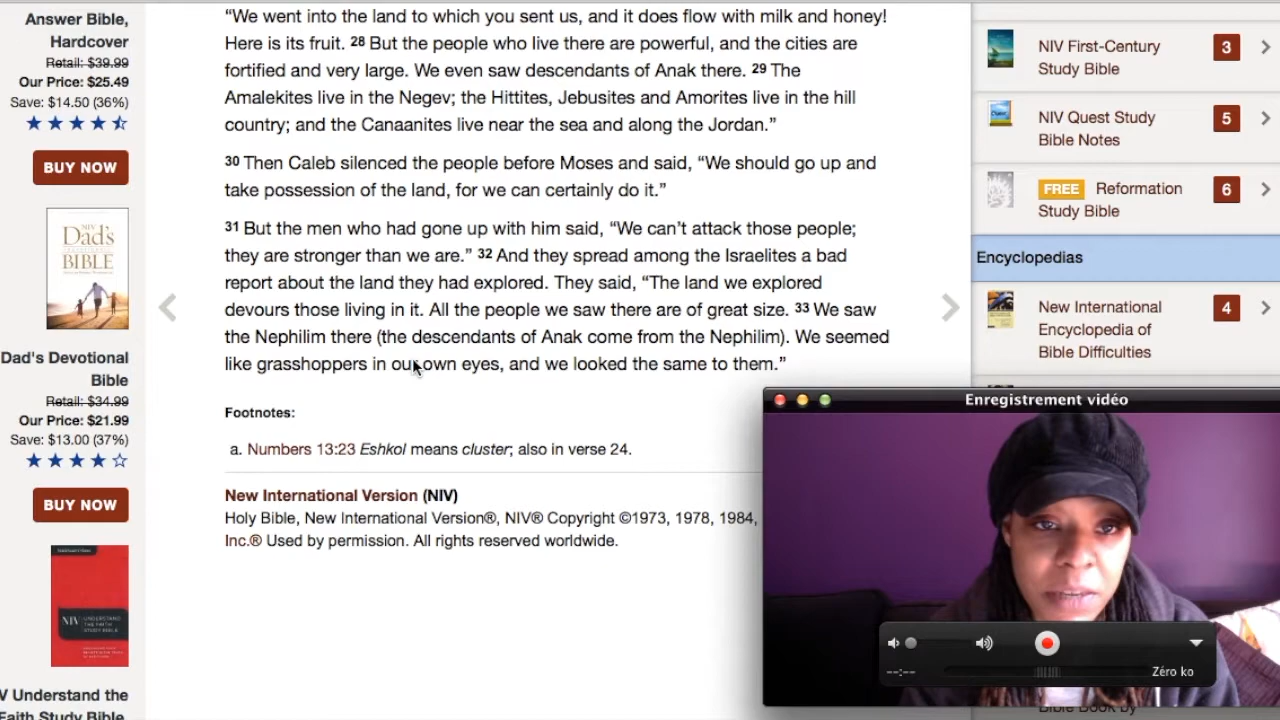 Answer Bible,
Hardcover
Retail: $39.99
Our Price: $25.49
Save: $14.50 (36%)
BUY NOW
NIV
Dad's
BIBLE
Dad's Devotional
Bible
Retail: $34.99
Our Price: $21.99
Save: $13.00 (37%)
BUY NOW
NIV
UNDERSTAND
THE FAITH
STUDY BIBLE
V Understand the
Faith Study Bible,
“We went into the land to which you sent us, and it does flow with milk and honey!
Here is its fruit. 28 But the people who live there are powerful, and the cities are
fortified and very large. We even saw descendants of Anak there. 29 The
Amalekites live in the Negev; the Hittites, Jebusites and Amorites live in the hill
country; and the Canaanites live near the sea and along the Jordan.”
30 Then Caleb silenced the people before Moses and said, “We should go up and
take possession of the land, for we can certainly do it.”
31 But the men who had gone up with him said, “We can’t attack those people;
they are stronger than we are.” 32 And they spread among the Israelites a bad
report about the land they had explored. They said, “The land we explored
devours those living in it. All the people we saw there are of great size. 33 We saw
the Nephilim there (the descendants of Anak come from the Nephilim). We seemed
like grasshoppers in our own eyes, and we looked the same to them.”
Footnotes:
a. Numbers 13:23 Eshkol means cluster; also in verse 24.
New International Version (NIV)
Holy Bible, New International Version®, NIV® Copyright ©1973, 1978, 1984,
Inc.® Used by permission. All rights reserved worldwide.
NIV First-Century
Study Bible
3
NIV Quest Study
Bible Notes
5
FREE Reformation
Study Bible
6
Encyclopedias
New International
Encyclopedia of
Bible Difficulties
4
Enregistrement vidéo
--:--
Zéro ko
Bible Book by